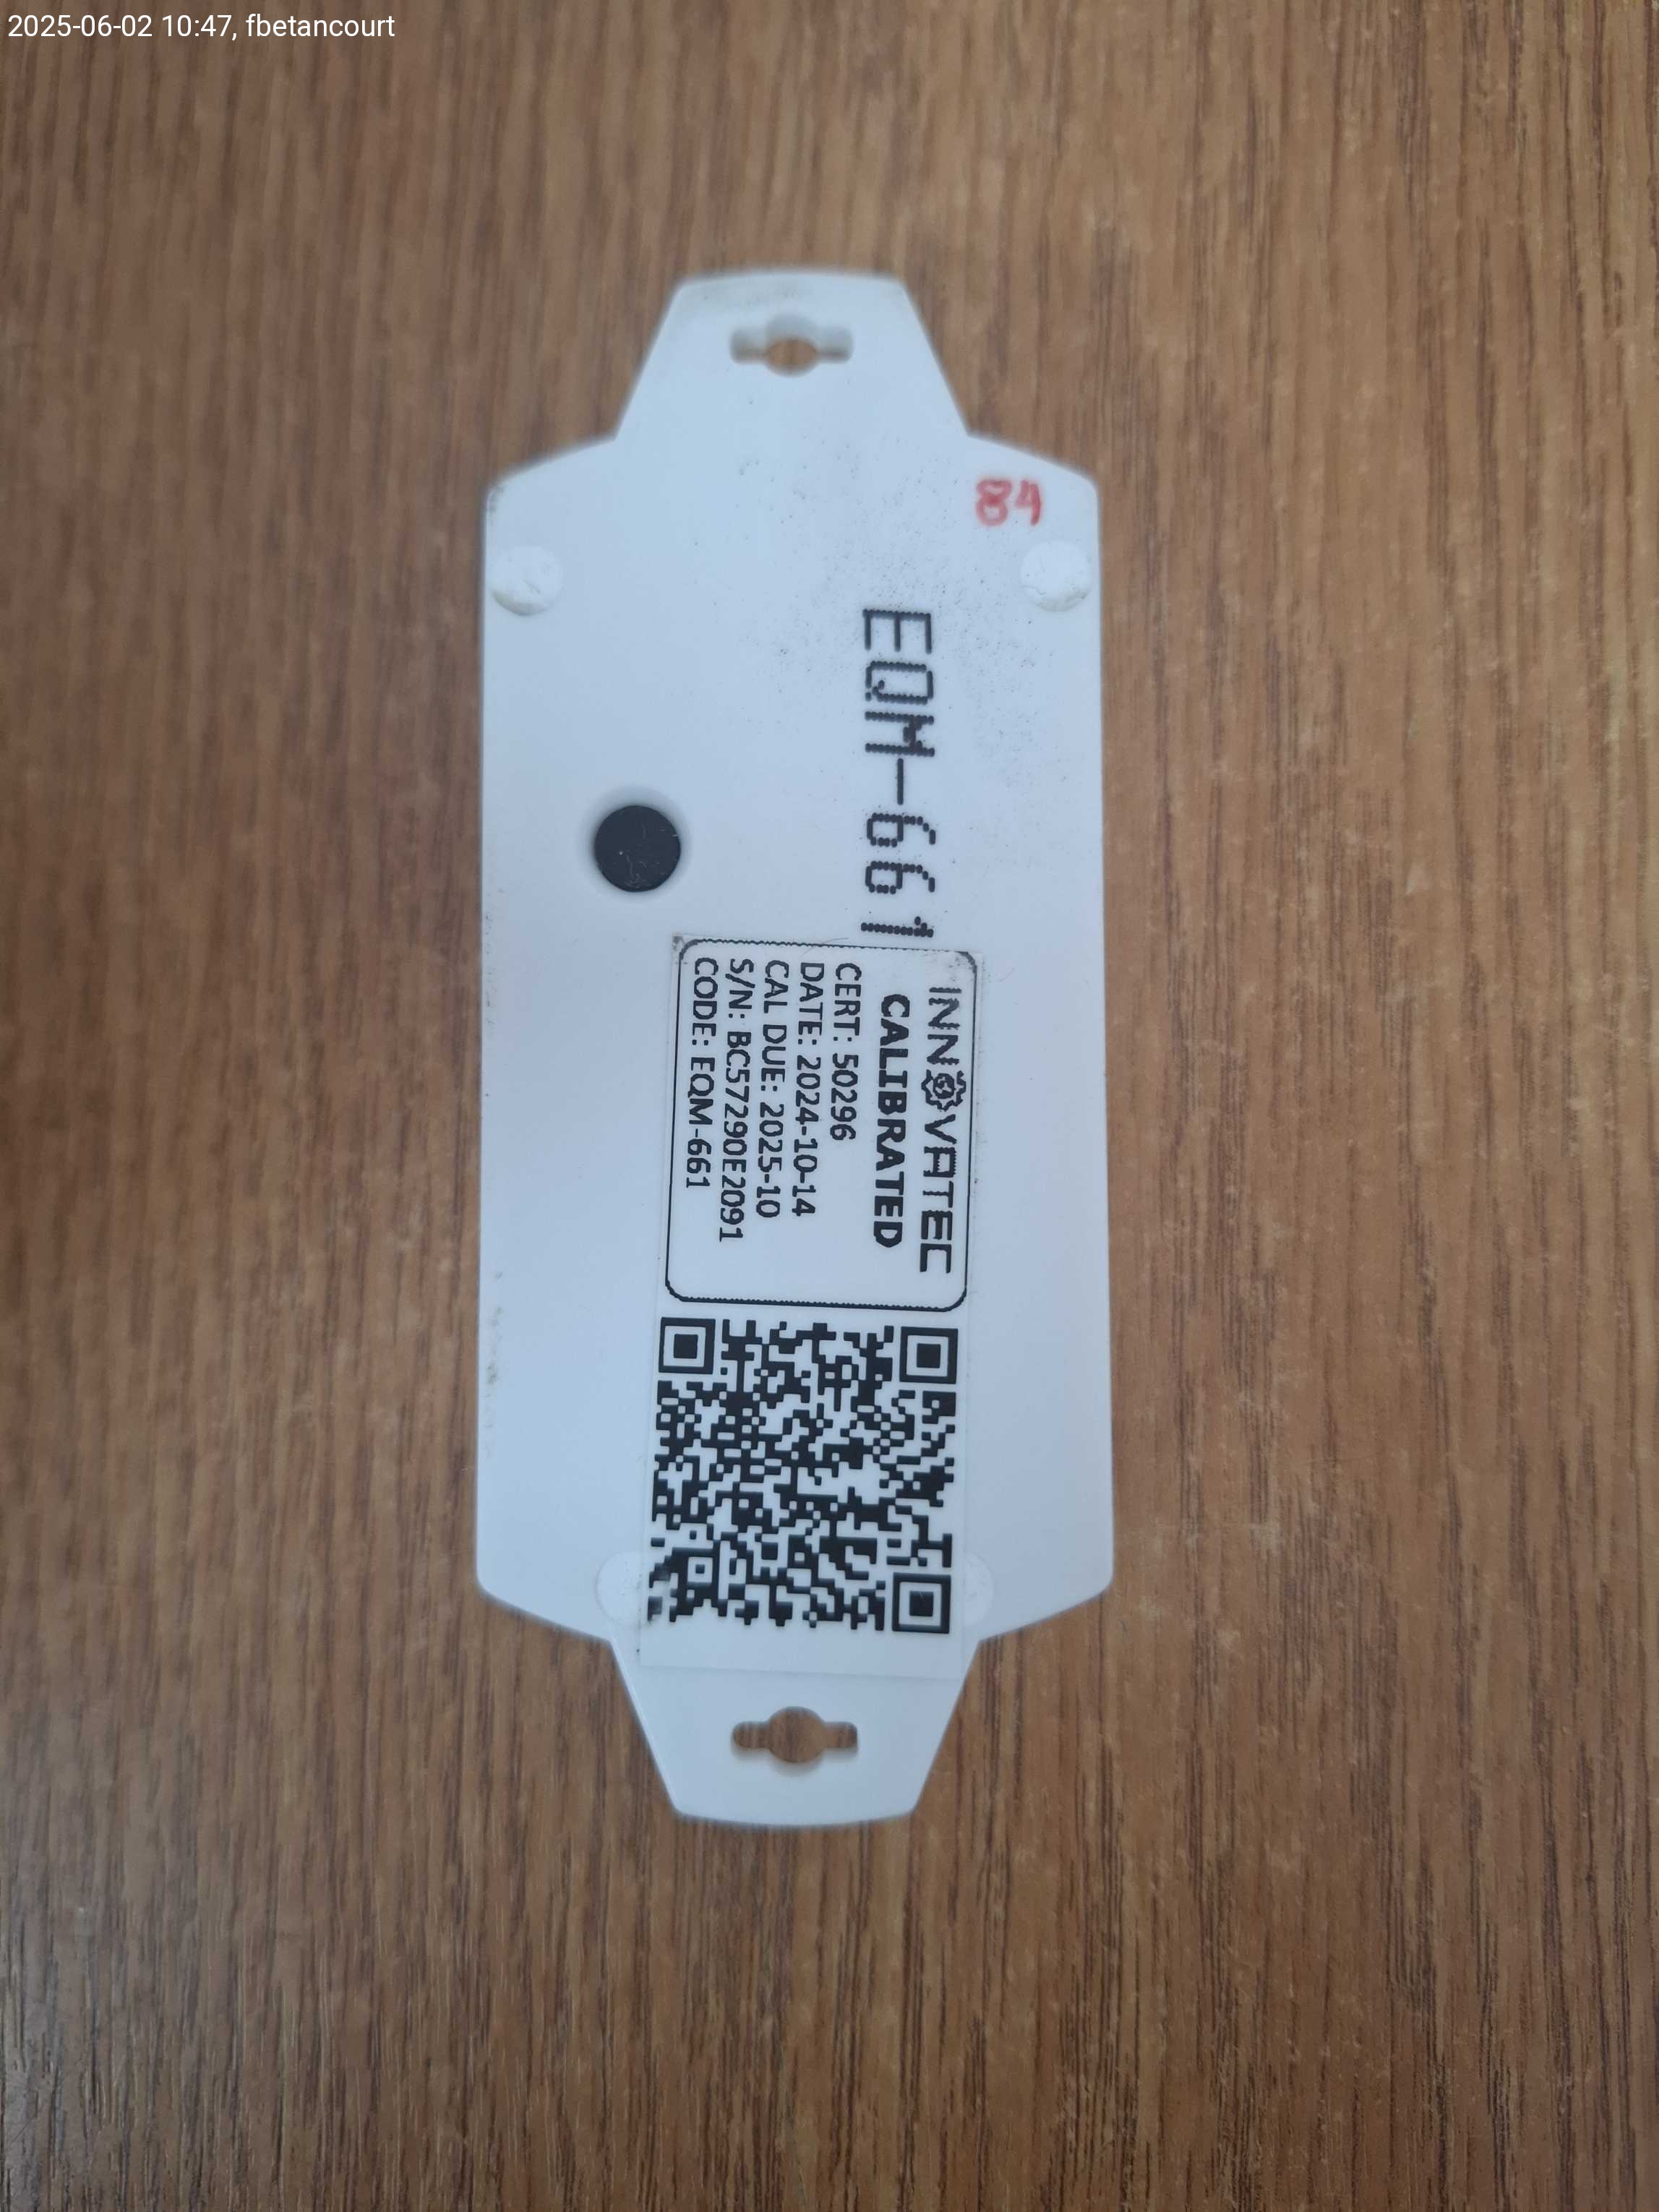 2025-06-02 10:47, fbetancourt
84
EQM-661
INNOVATEC
CALIBRATED
CERT: 50296
DATE: 2024-10-14
CAL DUE: 2025-10
S/N: BC57290E2091
CODE: EQM-661